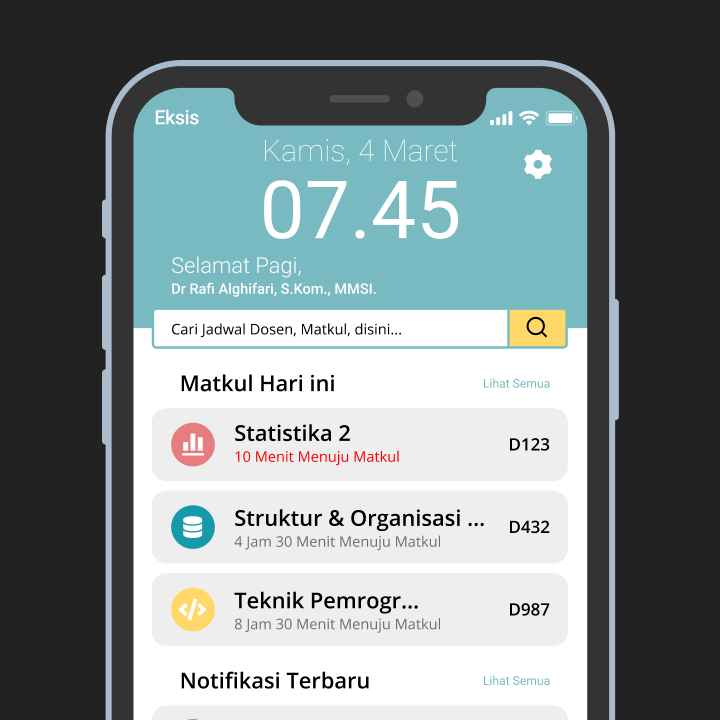 Eksis
Kamis, 4 Maret
07.45
Selamat Pagi,
Dr Rafi Alghifari, S.Kom., MMSI.
Cari Jadwal Dosen, Matkul, disini...
Matkul Hari ini
Lihat Semua
Statistika 2
10 Menit Menuju Matkul
D123
Struktur & Organisasi ...
4 Jam 30 Menit Menuju Matkul
D432
Teknik Pemrogr...
8 Jam 30 Menit Menuju Matkul
D987
Notifikasi Terbaru
Lihat Semua